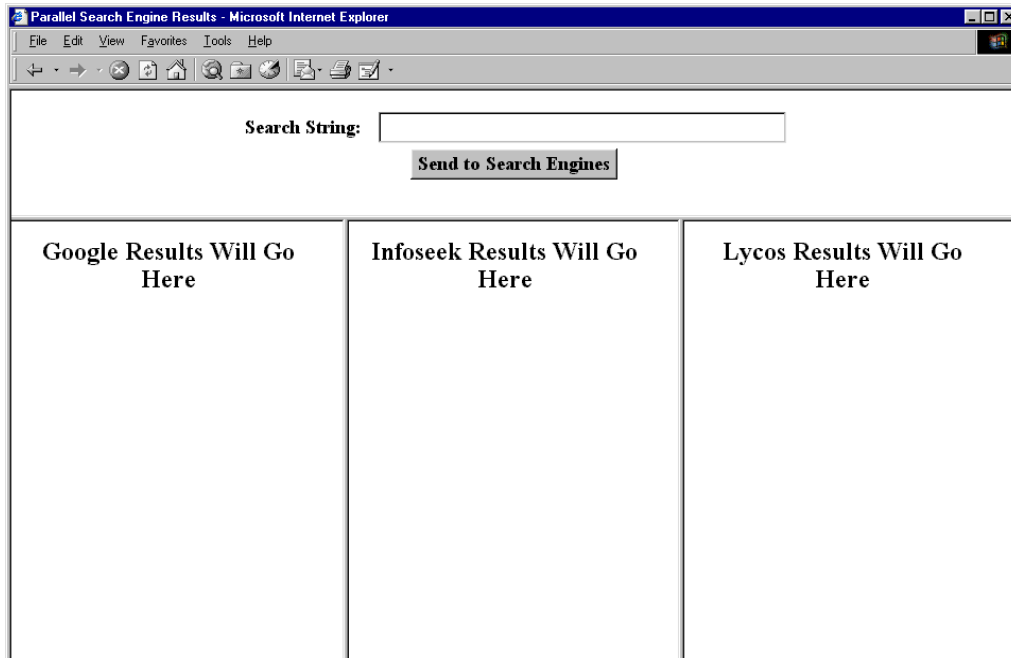 Parallel Search Engine Results - Microsoft Internet Explorer
File Edit View Favorites Tools Help
Search String:
Send to Search Engines
Google Results Will Go
Here
Infoseek Results Will Go
Here
Lycos Results Will Go
Here